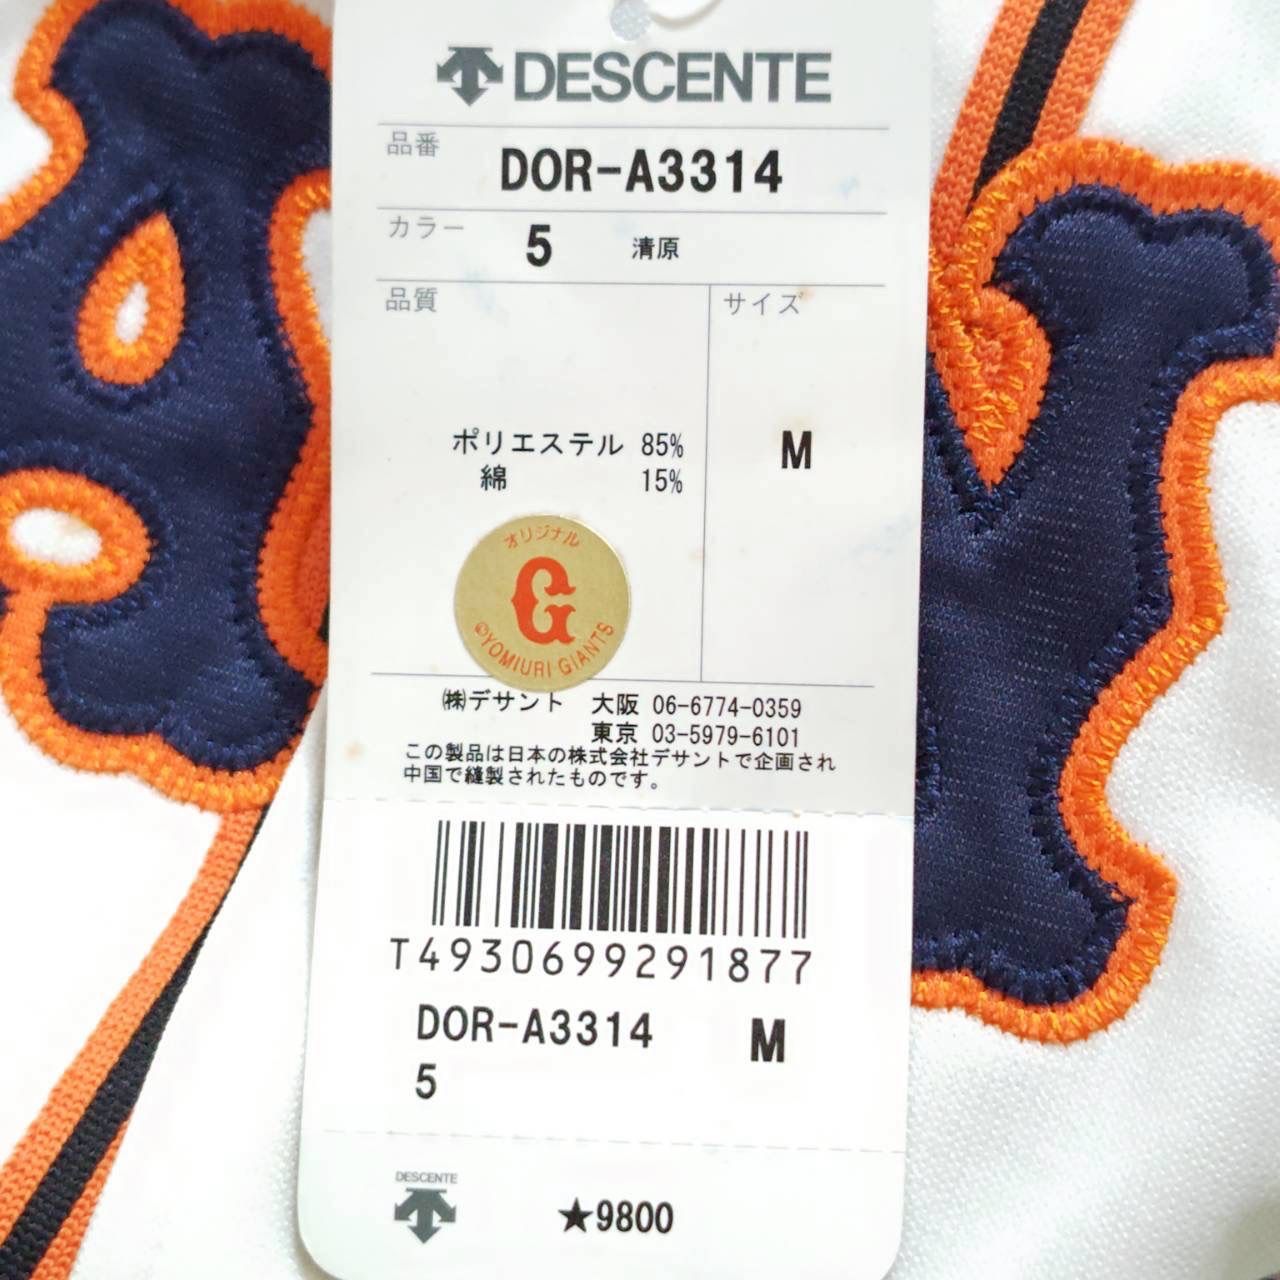 DESCENTE
品番
DOR-A3314
カラー
5 清原
品質
サイズ
ポリエステル 85%
綿 15%
M
オリジナル
G
©YOMIURI GIANTS
㈱デサント 大阪 06-6774-0359
東京 03-5979-6101
この製品は日本の株式会社デサントで企画され
中国で縫製されたものです。
T4930699291877
DOR-A3314 M
5
DESCENTE
★9800